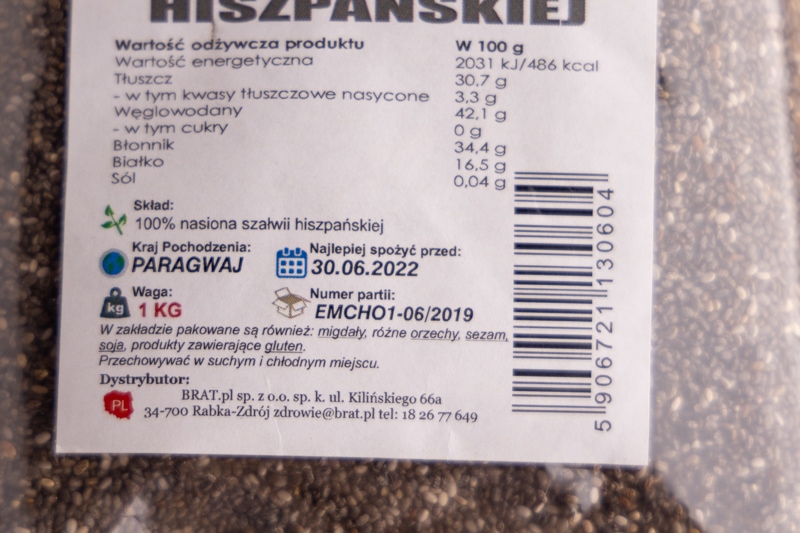 HISZPAŃSKIEJ
Wartość odżywcza produktu W 100 g
Wartość energetyczna 2031 kJ/486 kcal
Tłuszcz 30,7 g
- w tym kwasy tłuszczowe nasycone 3,3 g
Węglowodany 42,1 g
- w tym cukry 0 g
Błonnik 34,4 g
Białko 16,5 g
Sól 0,04 g
Skład:
100% nasiona szałwii hiszpańskiej
Kraj Pochodzenia: Najlepiej spożyć przed:
PARAGWAJ 30.06.2022
Waga: Numer partii:
kg 1 KG EMCHO1-06/2019
W zakładzie pakowane są również: migdały, różne orzechy, sezam,
soja, produkty zawierające gluten.
Przechowywać w suchym i chłodnym miejscu.
Dystrybutor:
BRAT.pl sp. z o.o. sp. k. ul. Kilińskiego 66a
PL 34-700 Rabka-Zdrój zdrowie@brat.pl tel: 18 26 77 649
5 906721 130604